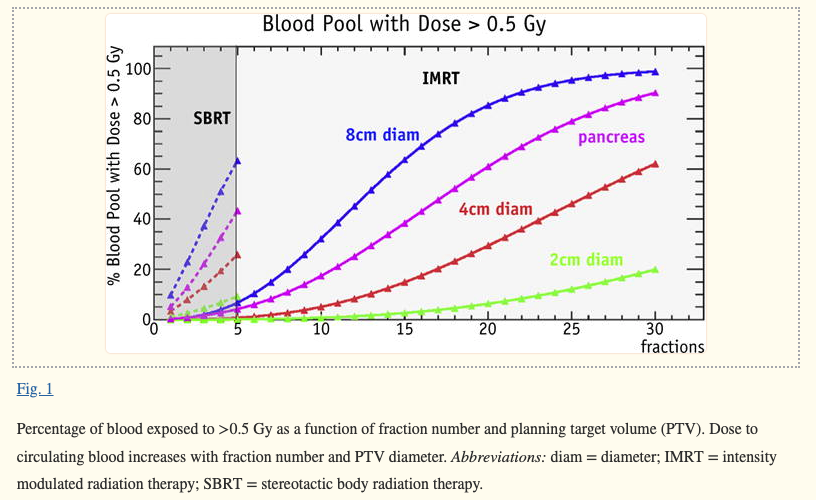 Blood Pool with Dose > 0.5 Gy
% Blood Pool with Dose > 0.5 Gy
100
80
60
40
20
0
SBRT
IMRT
8cm diam
pancreas
4cm diam
2cm diam
0 5 10 15 20 25 30
fractions
Fig. 1
Percentage of blood exposed to >0.5 Gy as a function of fraction number and planning target volume (PTV). Dose to
circulating blood increases with fraction number and PTV diameter. Abbreviations: diam = diameter; IMRT = intensity
modulated radiation therapy; SBRT = stereotactic body radiation therapy.